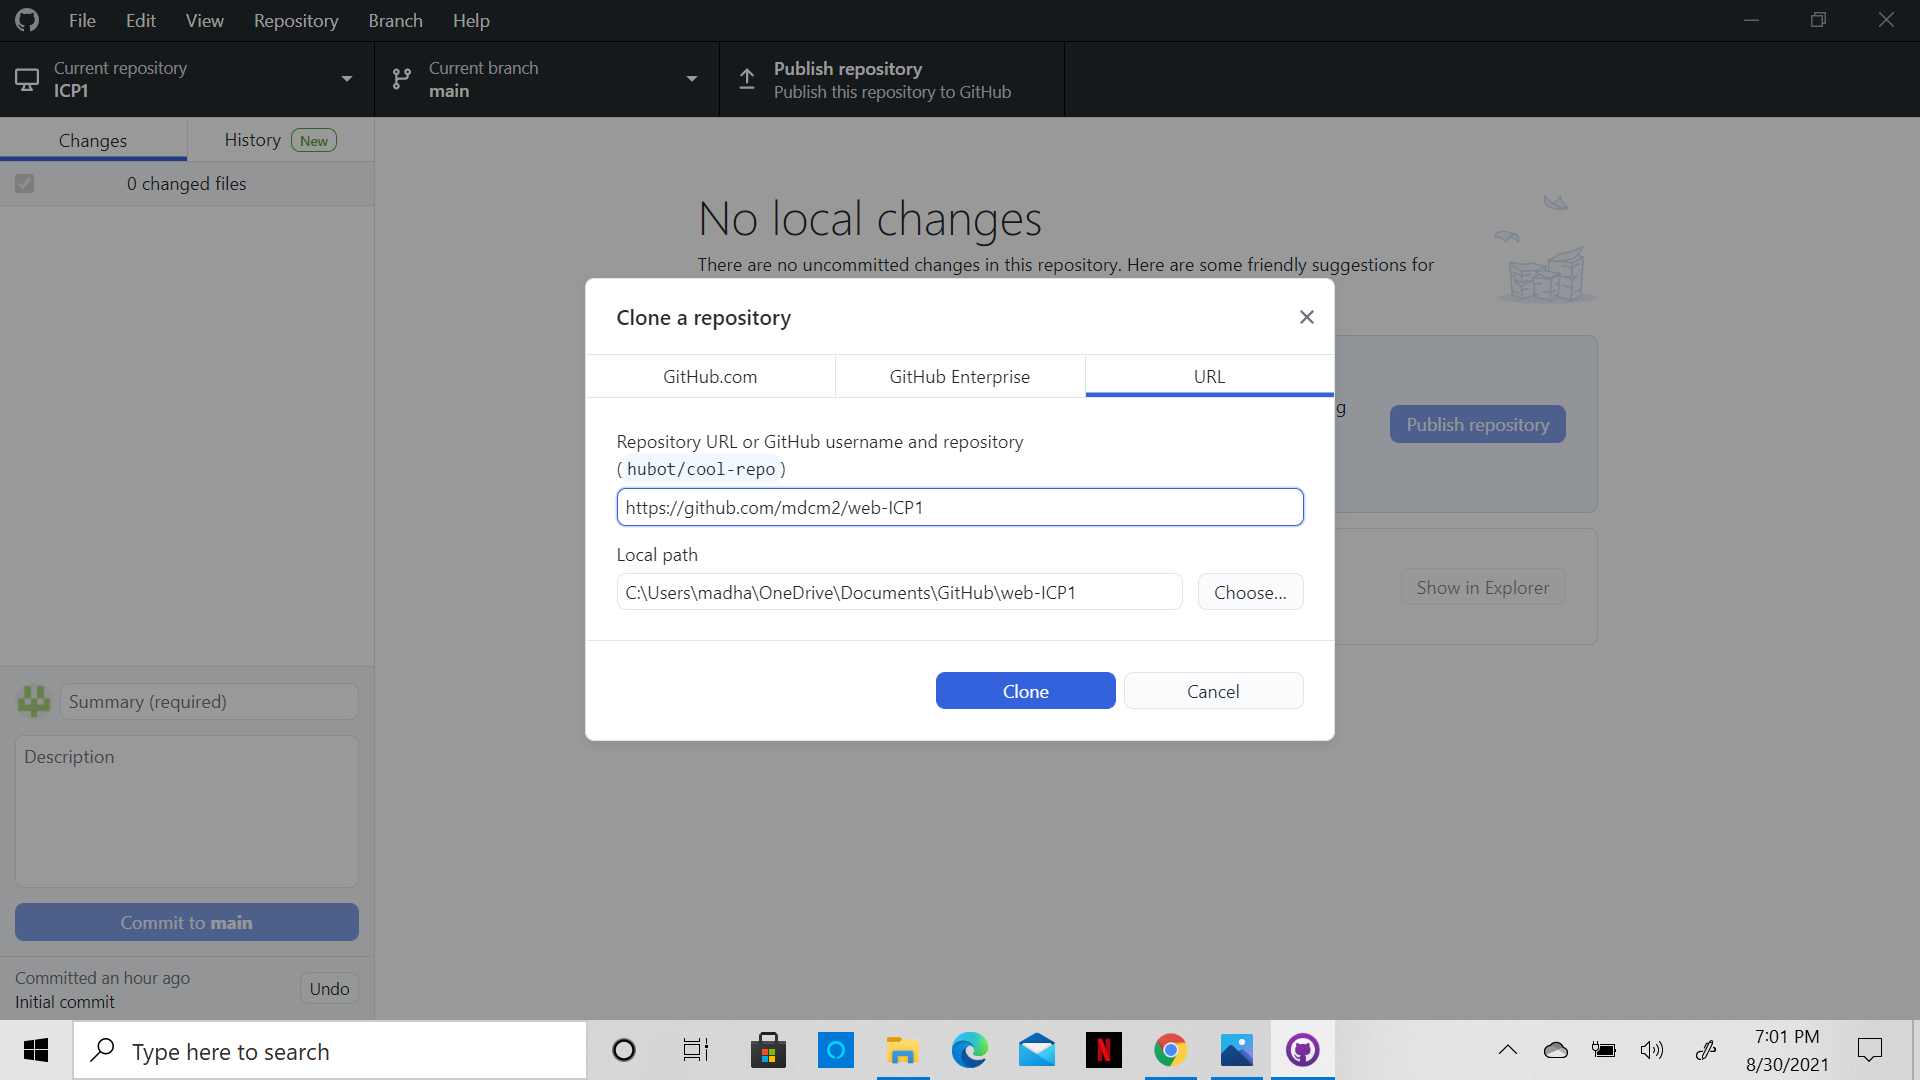 File Edit View Repository Branch Help
Current repository
ICP1
Current branch
main
Publish repository
Publish this repository to GitHub
Changes
History New
0 changed files
No local changes
There are no uncommitted changes in this repository. Here are some friendly suggestions for
Clone a repository
GitHub.com
GitHub Enterprise
URL
g
Publish repository
Repository URL or GitHub username and repository
(hubot/cool-repo)
https://github.com/mdcm2/web-ICP1
Local path
C:\Users\madha\OneDrive\Documents\GitHub\web-ICP1
Choose...
Show in Explorer
Clone
Cancel
Summary (required)
Description
Commit to main
Committed an hour ago
Initial commit
Undo
Type here to search
N
7:01 PM
8/30/2021